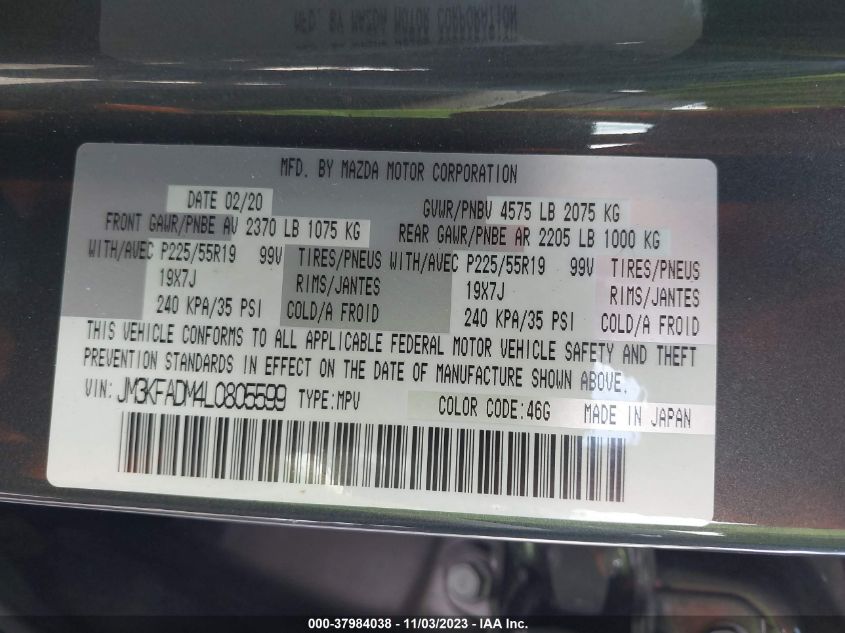 MFD. BY MAZDA MOTOR CORPORATION
MFD. BY MAZDA MOTOR CORPORATION
DATE 02/20 GVWR/PNBV 4575 LB 2075 KG
FRONT GAWR/PNBE AV 2370 LB 1075 KG REAR GAWR/PNBE AR 2205 LB 1000 KG
WITH/AVEC P225/55R19 99V TIRES/PNEUS WITH/AVEC P225/55R19 99V TIRES/PNEUS
19X7J RIMS/JANTES 19X7J RIMS/JANTES
240 KPA/35 PSI COLD/A FROID 240 KPA/35 PSI COLD/A FROID
THIS VEHICLE CONFORMS TO ALL APPLICABLE FEDERAL MOTOR VEHICLE SAFETY AND THEFT
PREVENTION STANDARDS IN EFFECT ON THE DATE OF MANUFACTURE SHOWN ABOVE.
VIN: JM3KFADM4L0805599 TYPE:MPV COLOR CODE:46G MADE IN JAPAN
000-37984038 - 11/03/2023 - IAA Inc.